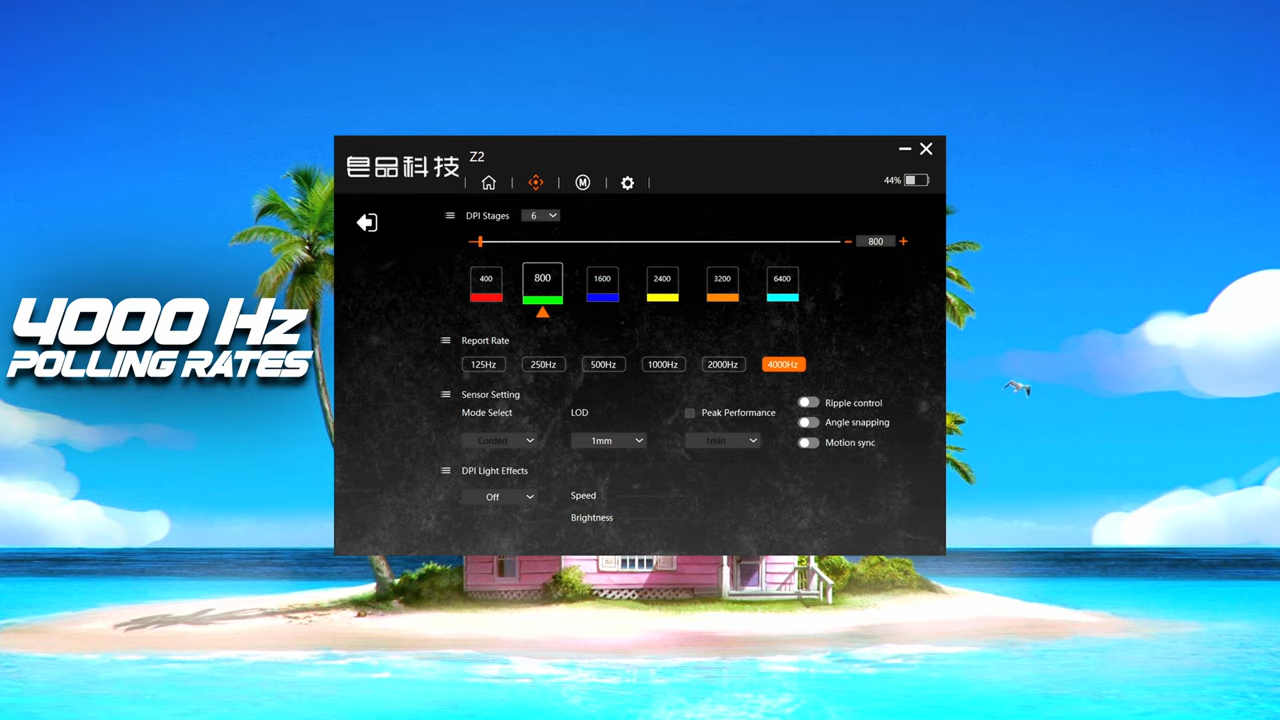 4000 Hz
POLLING RATES
皂品科技
Z2
44%
DPI Stages 6
800
400 800 1600 2400 3200 6400
Report Rate
125Hz 250Hz 500Hz 1000Hz 2000Hz 4000Hz
Sensor Setting
Mode Select LOD Peak Performance
Corded 1mm 1min
Ripple control
Angle snapping
Motion sync
DPI Light Effects
Off
Speed
Brightness